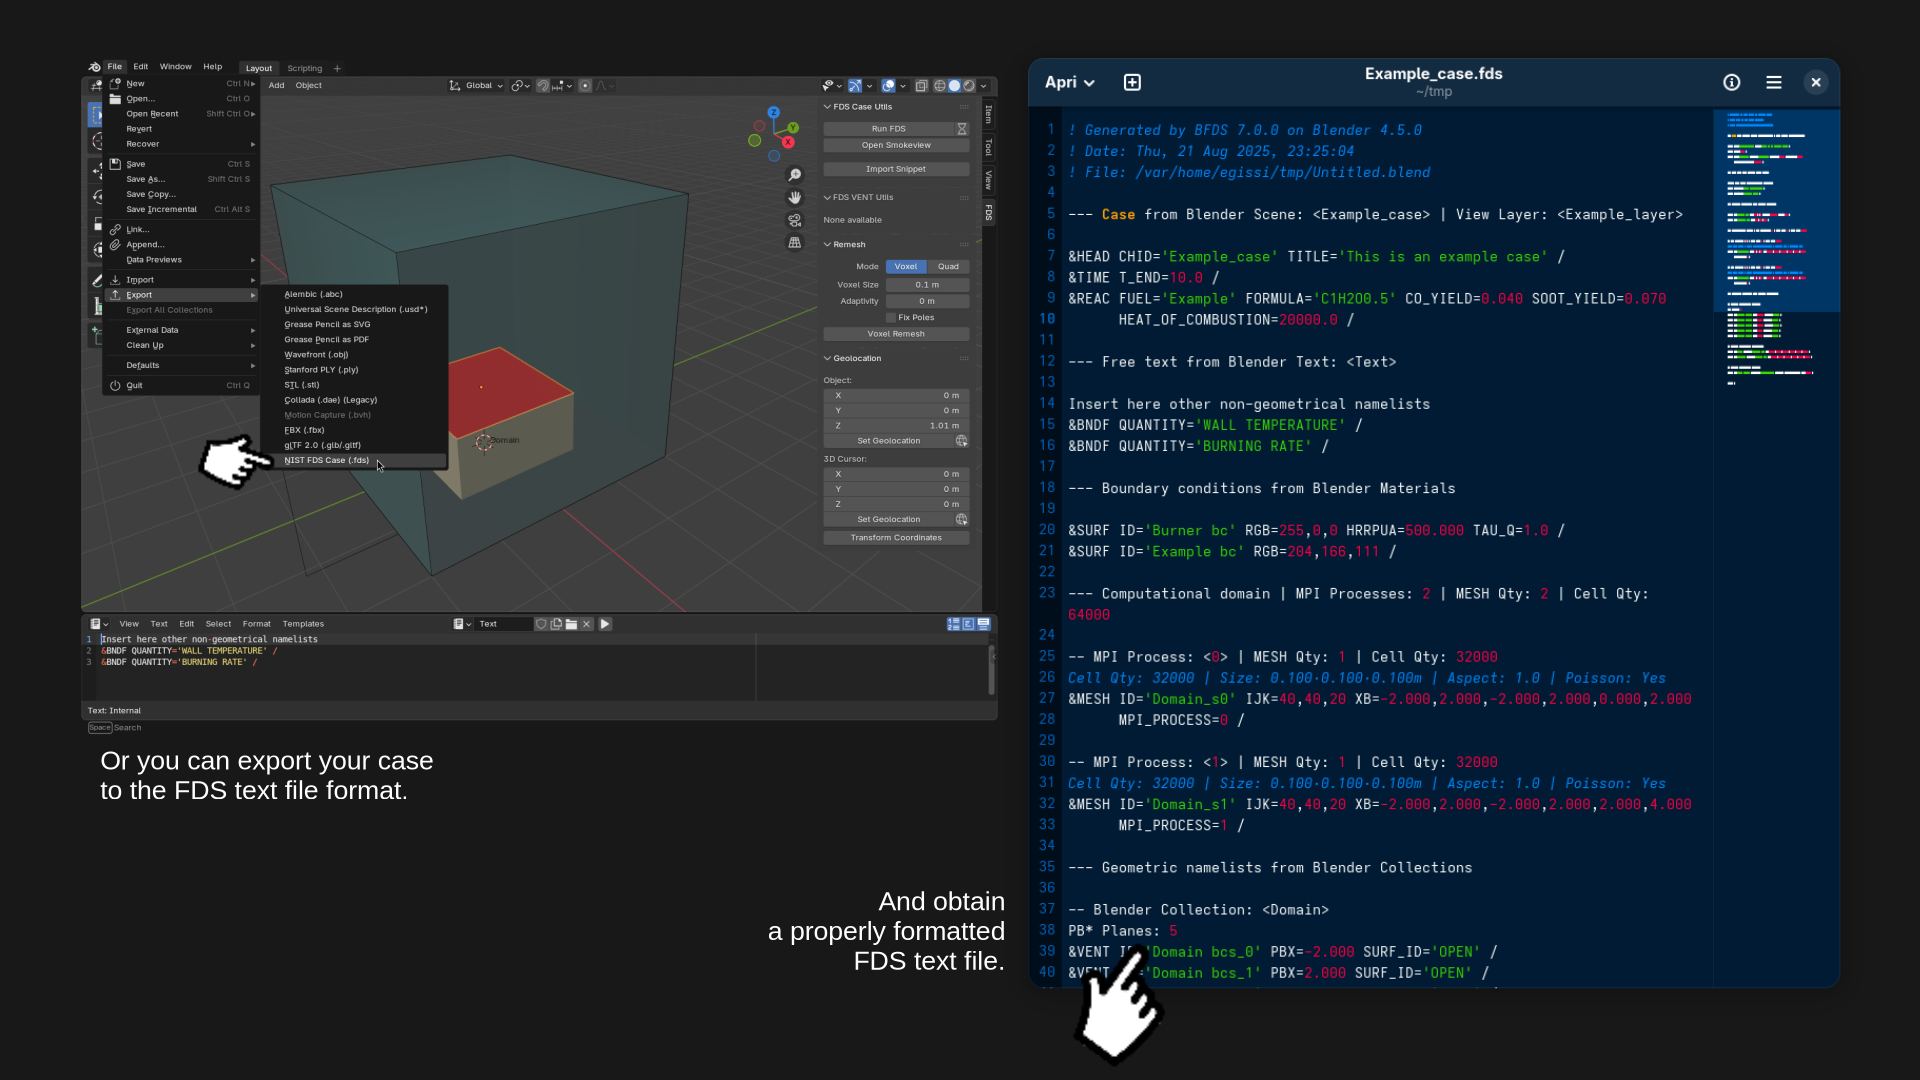 File Edit Window Help Layout Scripting +
New Ctrl N
Open... Ctrl O
Open Recent Shift Ctrl O
Revert
Recover
Save Ctrl S
Save As... Shift Ctrl S
Save Copy...
Save Incremental Ctrl Alt S
Link...
Append...
Data Previews
Import
Export
Export All Collections
External Data
Clean Up
Defaults
Quit Ctrl Q
Alembic (.abc)
Universal Scene Description (.usd*)
Grease Pencil as SVG
Grease Pencil as PDF
Wavefront (.obj)
Stanford PLY (.ply)
STL (.stl)
Collada (.dae) (Legacy)
Motion Capture (.bvh)
FBX (.fbx)
glTF 2.0 (.glb/.gltf)
NIST FDS Case (.fds)
Add Object Global
Z
Y
X
Domain
FDS Case Utils
Run FDS
Open Smokeview
Import Snippet
FDS VENT Utils
None available
Remesh
Mode Voxel Quad
Voxel Size 0.1 m
Adaptivity 0 m
Fix Poles
Voxel Remesh
Geolocation
Object:
X 0 m
Y 0 m
Z 1.01 m
Set Geolocation
3D Cursor:
X 0 m
Y 0 m
Z 0 m
Set Geolocation
Transform Coordinates
Item
Tool
View
FDS
View Text Edit Select Format Templates Text
1 Insert here other non-geometrical namelists
2 &BNDF QUANTITY='WALL TEMPERATURE' /
3 &BNDF QUANTITY='BURNING RATE' /
Text: Internal
Space Search
Or you can export your case
to the FDS text file format.
And obtain
a properly formatted
FDS text file.
Apri
Example_case.fds
~/tmp
1 ! Generated by BFDS 7.0.0 on Blender 4.5.0
2 ! Date: Thu, 21 Aug 2025, 23:25:04
3 ! File: /var/home/egissi/tmp/Untitled.blend
4
5 --- Case from Blender Scene: <Example_case> | View Layer: <Example_layer>
6
7 &HEAD CHID='Example_case' TITLE='This is an example case' /
8 &TIME T_END=10.0 /
9 &REAC FUEL='Example' FORMULA='C1H2O0.5' CO_YIELD=0.040 SOOT_YIELD=0.070
10 HEAT_OF_COMBUSTION=20000.0 /
11
12 --- Free text from Blender Text: <Text>
13
14 Insert here other non-geometrical namelists
15 &BNDF QUANTITY='WALL TEMPERATURE' /
16 &BNDF QUANTITY='BURNING RATE' /
17
18 --- Boundary conditions from Blender Materials
19
20 &SURF ID='Burner bc' RGB=255,0,0 HRRPUA=500.000 TAU_Q=1.0 /
21 &SURF ID='Example bc' RGB=204,166,111 /
22
23 --- Computational domain | MPI Processes: 2 | MESH Qty: 2 | Cell Qty:
64000
24
25 -- MPI Process: <0> | MESH Qty: 1 | Cell Qty: 32000
26 Cell Qty: 32000 | Size: 0.100·0.100·0.100m | Aspect: 1.0 | Poisson: Yes
27 &MESH ID='Domain_s0' IJK=40,40,20 XB=-2.000,2.000,-2.000,2.000,0.000,2.000
28 MPI_PROCESS=0 /
29
30 -- MPI Process: <1> | MESH Qty: 1 | Cell Qty: 32000
31 Cell Qty: 32000 | Size: 0.100·0.100·0.100m | Aspect: 1.0 | Poisson: Yes
32 &MESH ID='Domain_s1' IJK=40,40,20 XB=-2.000,2.000,-2.000,2.000,2.000,4.000
33 MPI_PROCESS=1 /
34
35 --- Geometric namelists from Blender Collections
36
37 -- Blender Collection: <Domain>
38 PB* Planes: 5
39 &VENT 'Domain bcs_0' PBX=-2.000 SURF_ID='OPEN' /
40 'Domain bcs_1' PBX=2.000 SURF_ID='OPEN' /